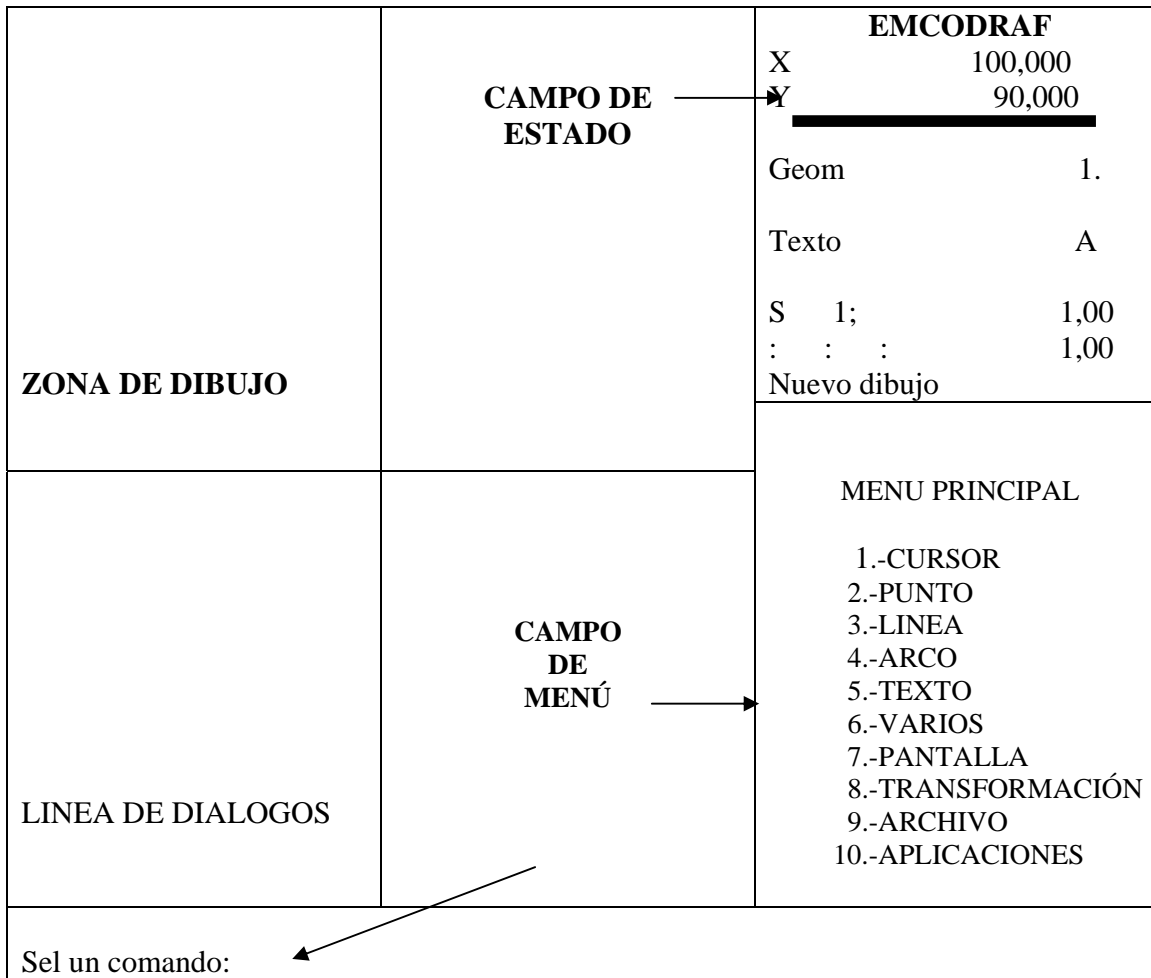 EMCODRAF
X 100,000
Y 90,000
CAMPO DE
ESTADO
Geom 1.
Texto A
S 1; 1,00
: : : 1,00
Nuevo dibujo
ZONA DE DIBUJO
MENU PRINCIPAL
1.-CURSOR
2.-PUNTO
3.-LINEA
4.-ARCO
5.-TEXTO
6.-VARIOS
7.-PANTALLA
8.-TRANSFORMACIÓN
9.-ARCHIVO
10.-APLICACIONES
CAMPO
DE
MENÚ
LINEA DE DIALOGOS
Sel un comando: